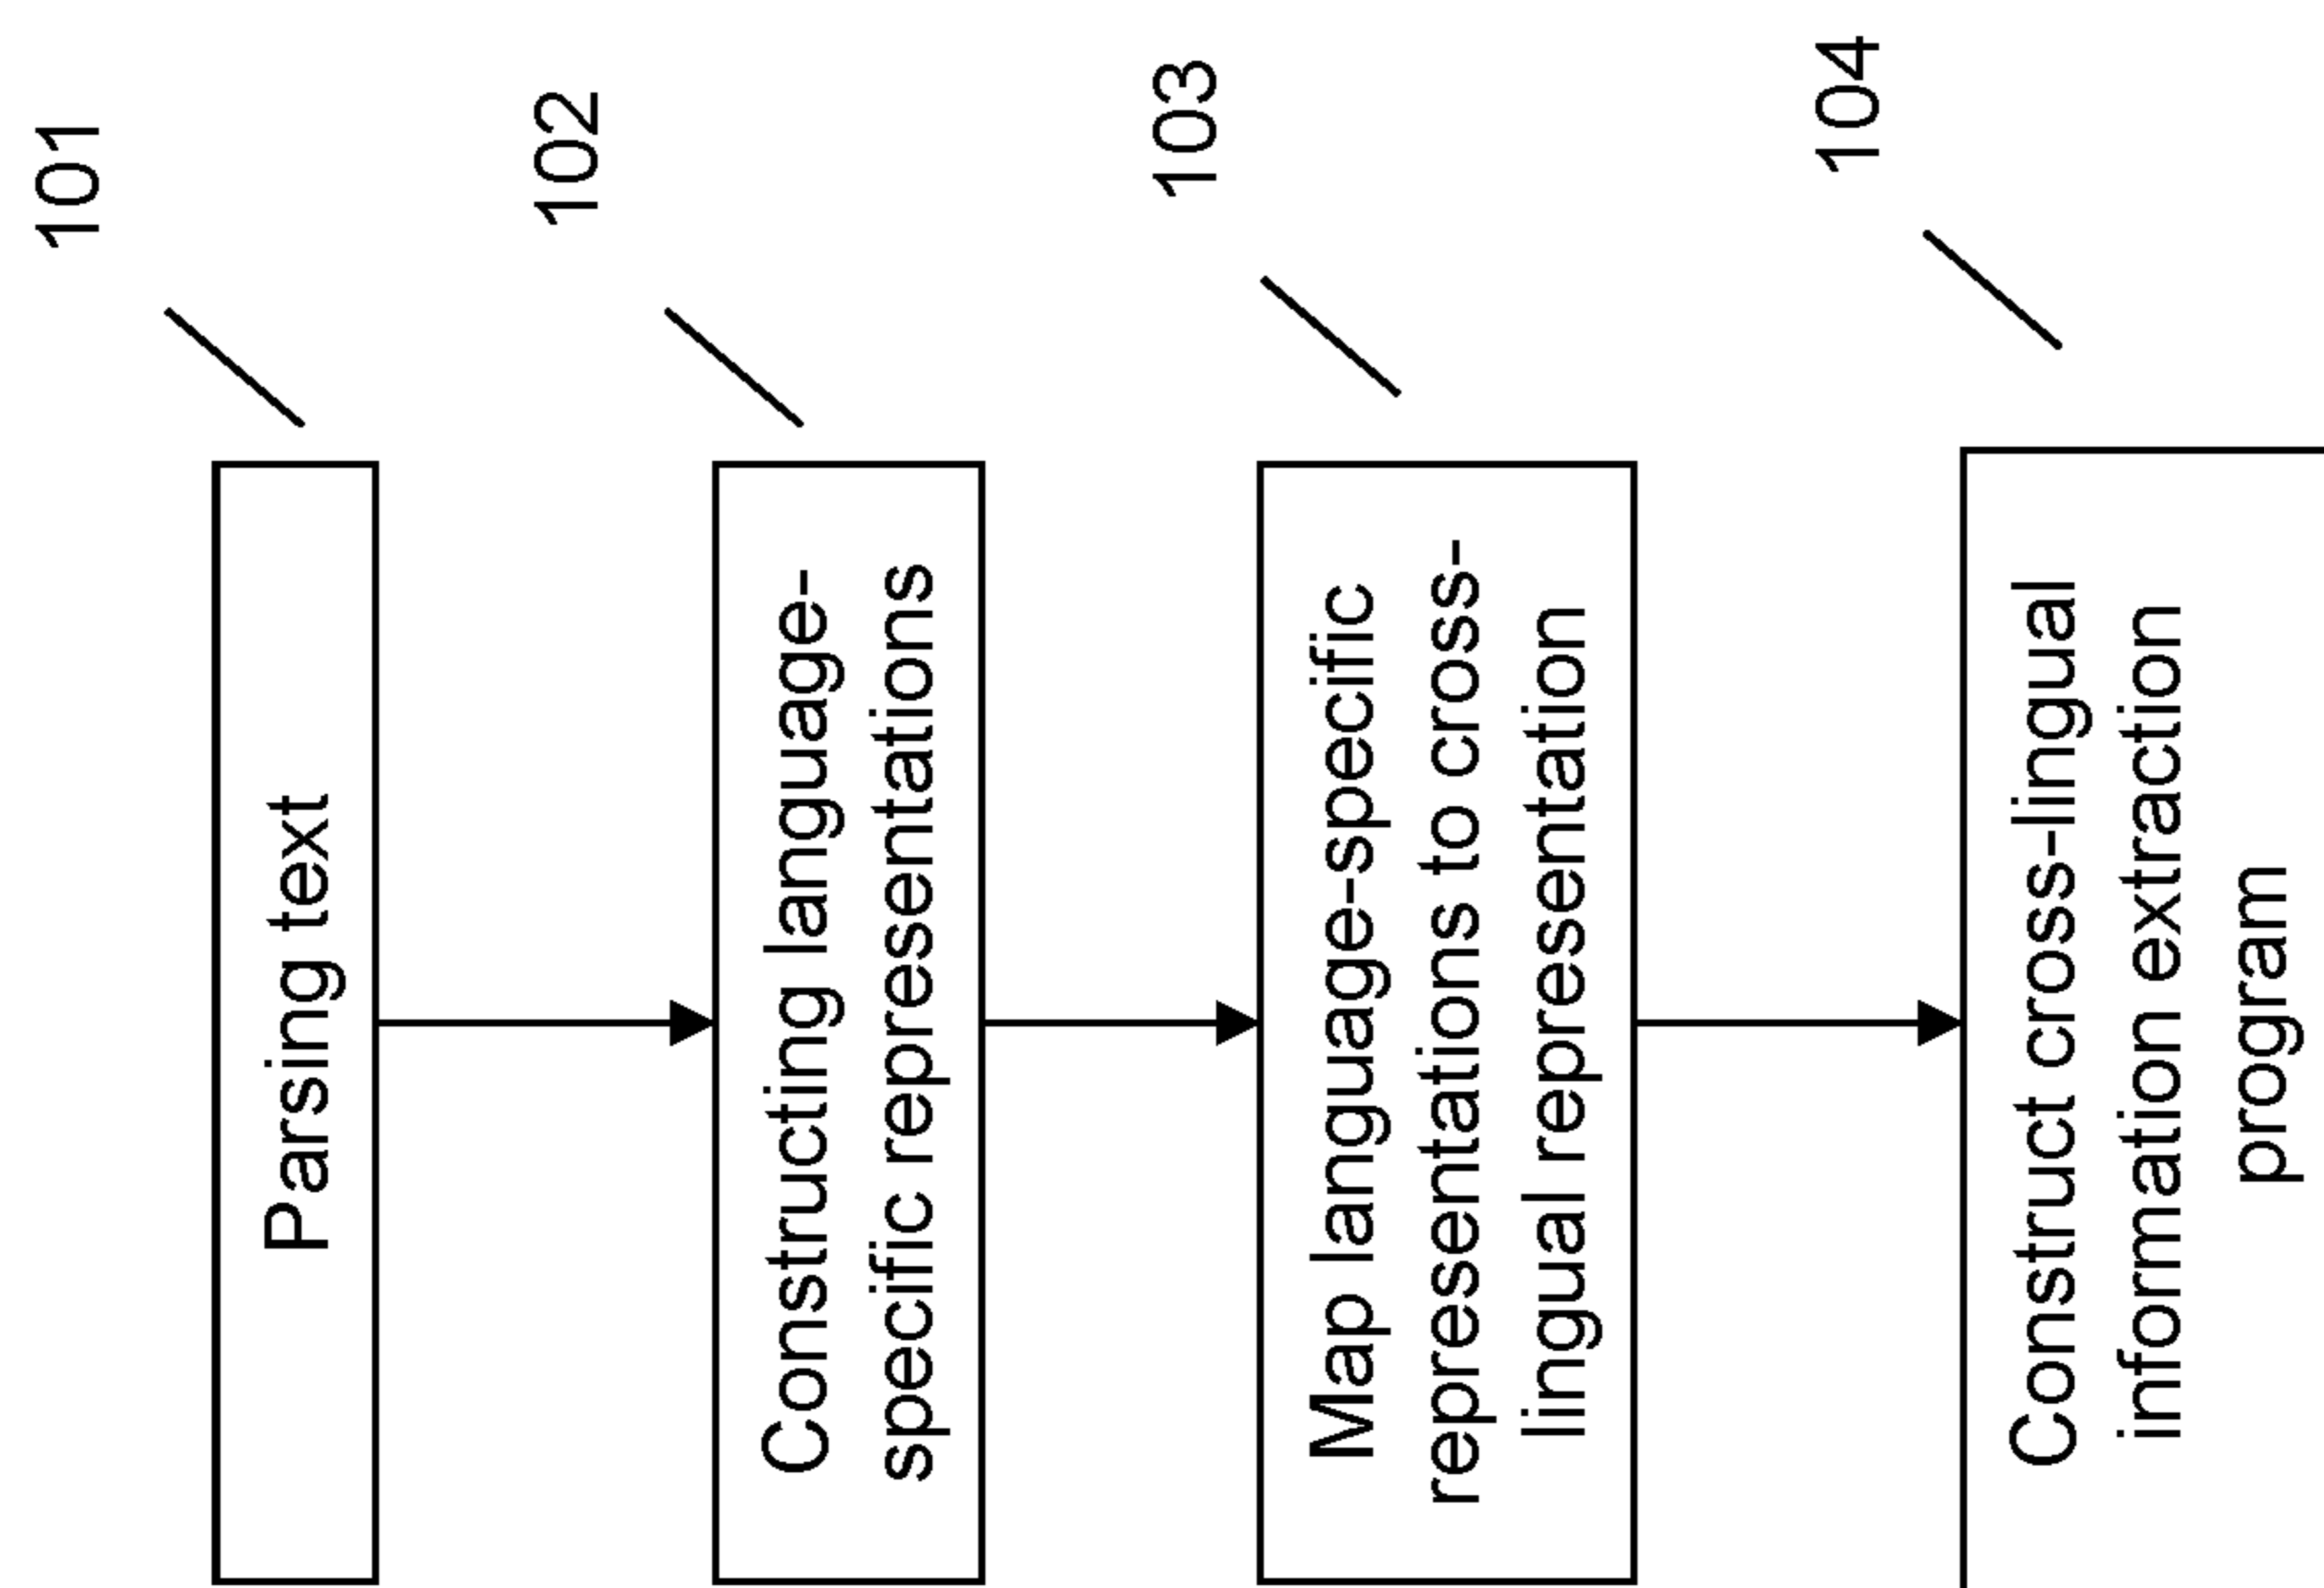 101
Parsing text
102
Constructing language-
specific representations
103
Map language-specific
representations to cross-
lingual representation
104
Construct cross-lingual
information extraction
program